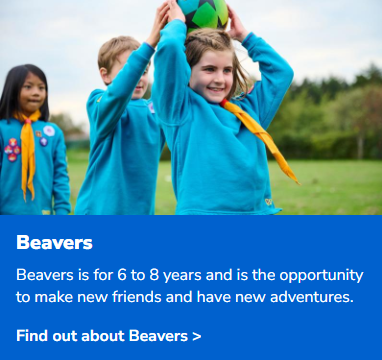 Beavers
Beavers is for 6 to 8 years and is the opportunity
to make new friends and have new adventures.
Find out about Beavers >